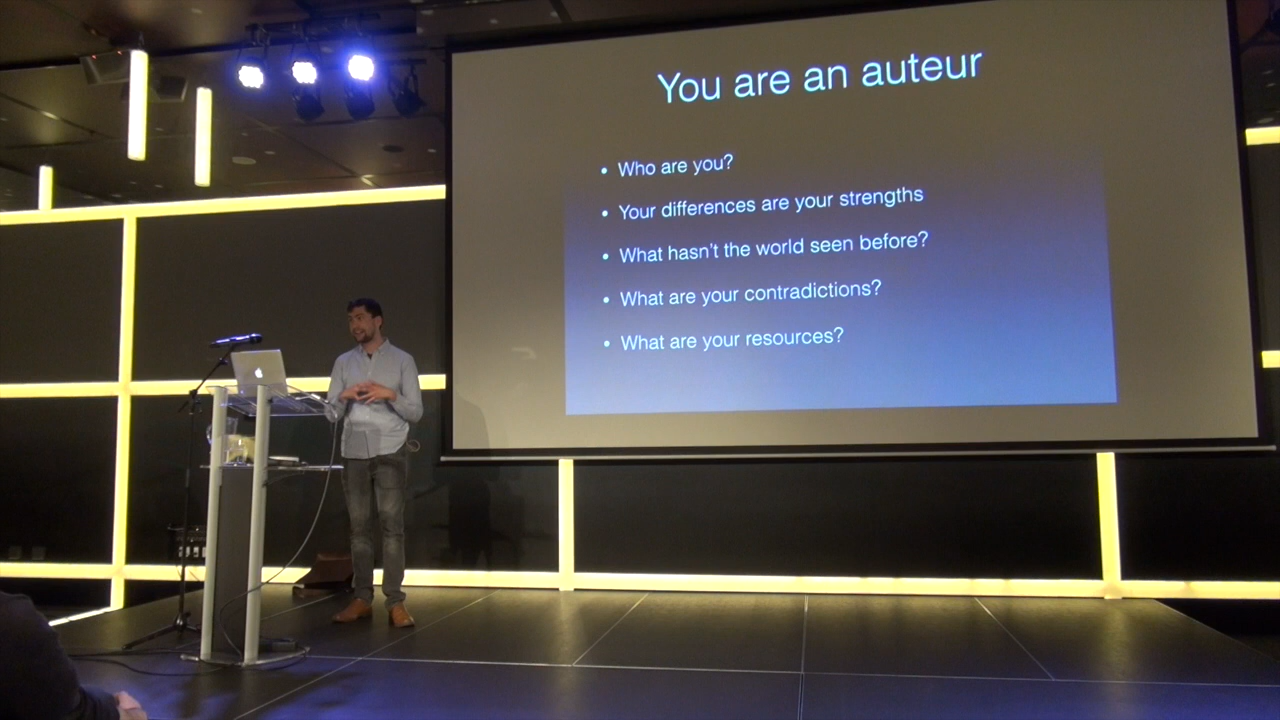 You are an auteur
• Who are you?
• Your differences are your strengths
• What hasn't the world seen before?
• What are your contradictions?
• What are your resources?